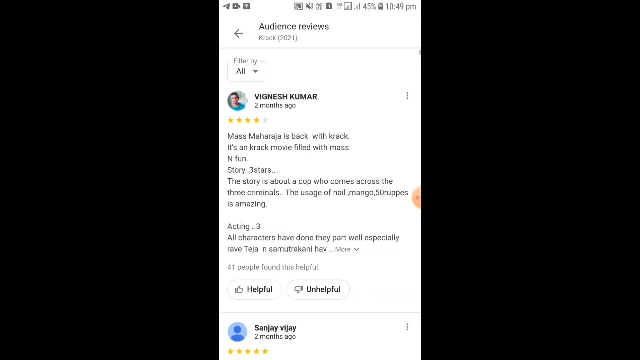 45% 10:49 pm
Audience reviews
Krack (2021)
Filter by
All
VIGNESH KUMAR
2 months ago
Mass Maharaja is back with krack.
It's an krack movie filled with mass
N fun.
Story..3stars..
The story is about a cop who comes across the
three criminals. The usage of nail ,mango,50ruppes
is amazing.
Acting ..3
All characters have done they part well especially
rave Teja n samutrakani hav ...More
41 people found this helpful.
Helpful Unhelpful
Sanjay vijay
2 months ago